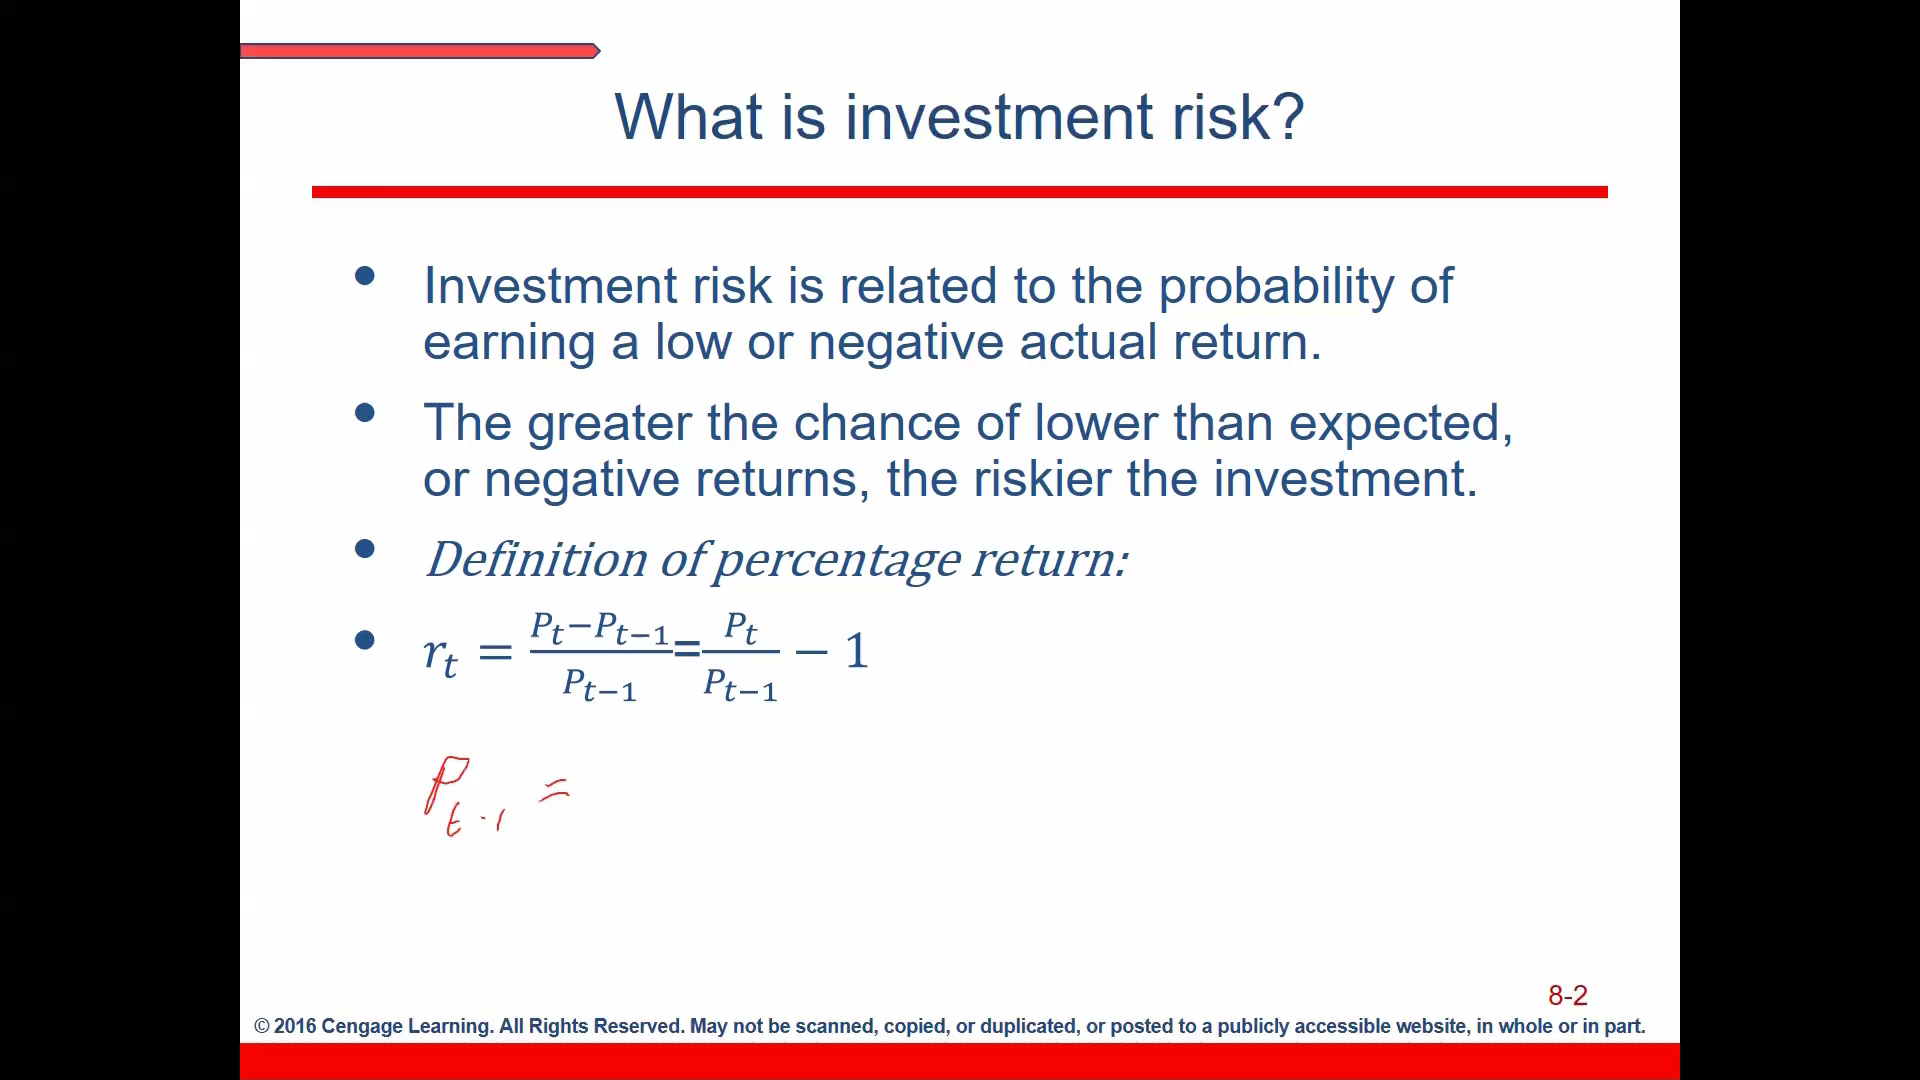 What is investment risk?
• Investment risk is related to the probability of
earning a low or negative actual return.
• The greater the chance of lower than expected,
or negative returns, the riskier the investment.
• Definition of percentage return:
• r_t = (P_t−P_{t−1})/P_{t−1} = P_t/P_{t−1} − 1
P_{t-1} =
8-2
© 2016 Cengage Learning. All Rights Reserved. May not be scanned, copied, or duplicated, or posted to a publicly accessible website, in whole or in part.